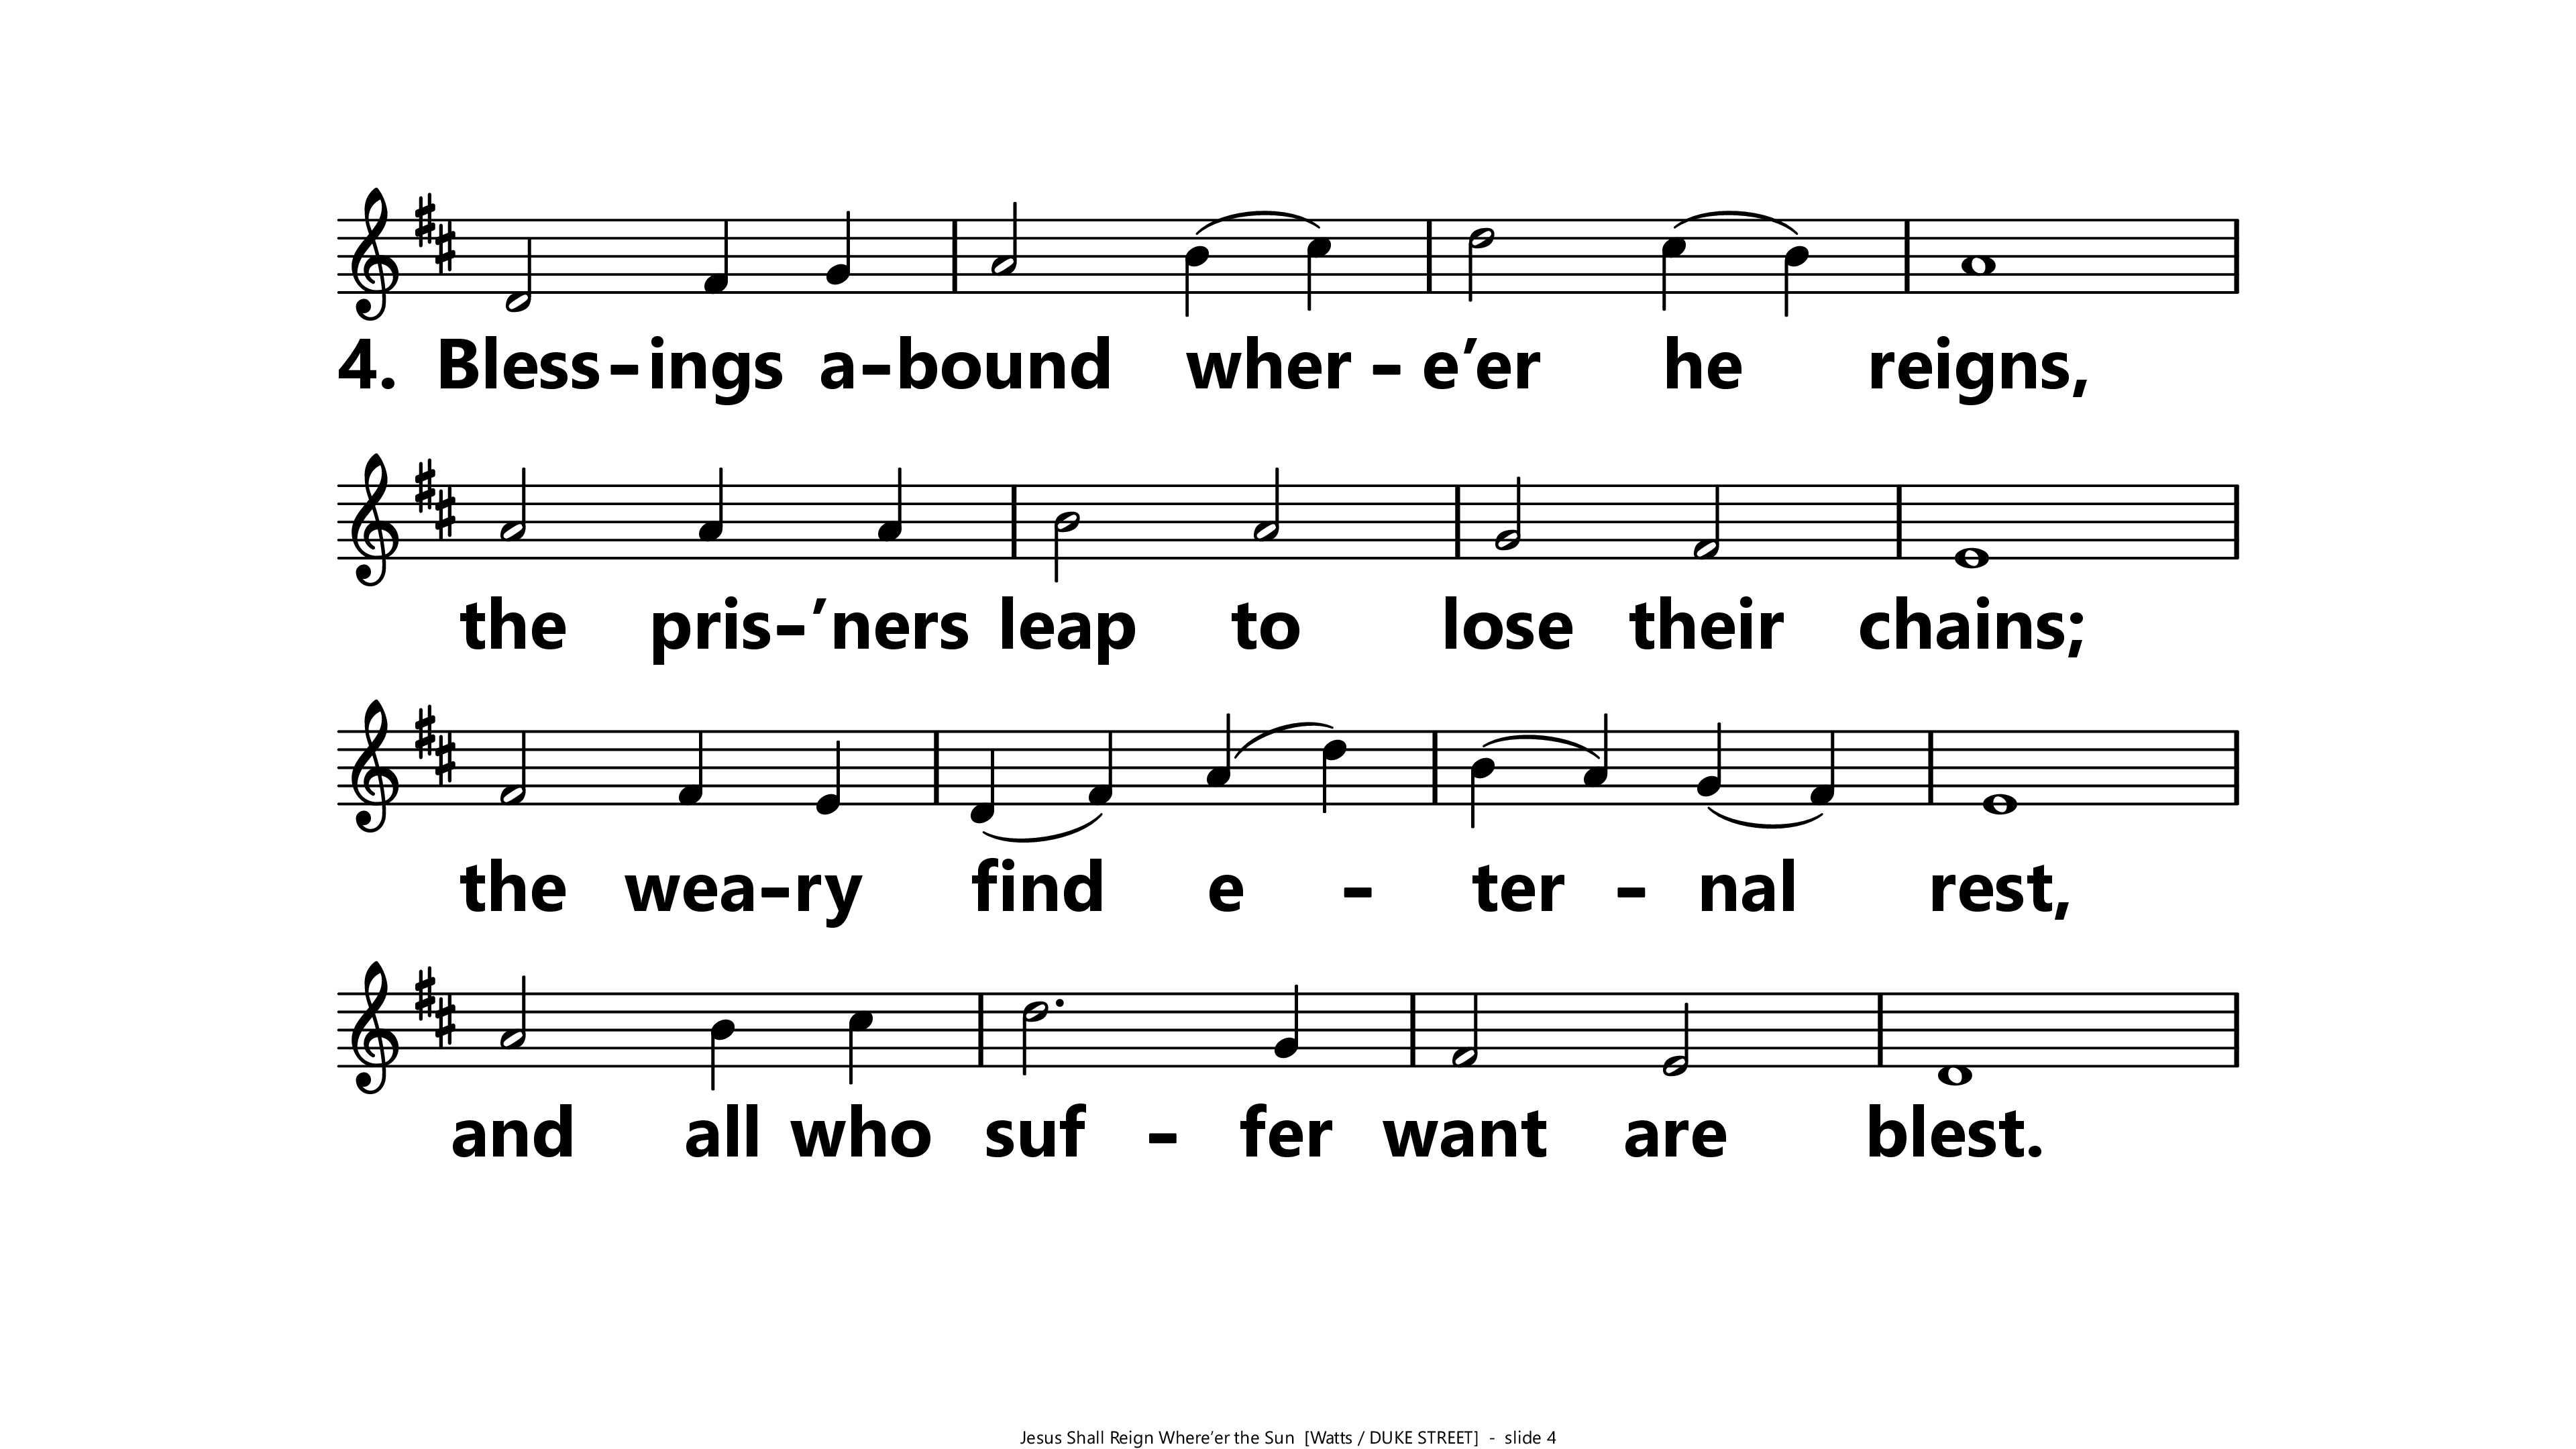 4. Bless-ings a-bound wher - e’er he reigns,
the pris-’ners leap to lose their chains;
the wea-ry find e - ter - nal rest,
and all who suf - fer want are blest.
Jesus Shall Reign Where’er the Sun [Watts / DUKE STREET] - slide 4